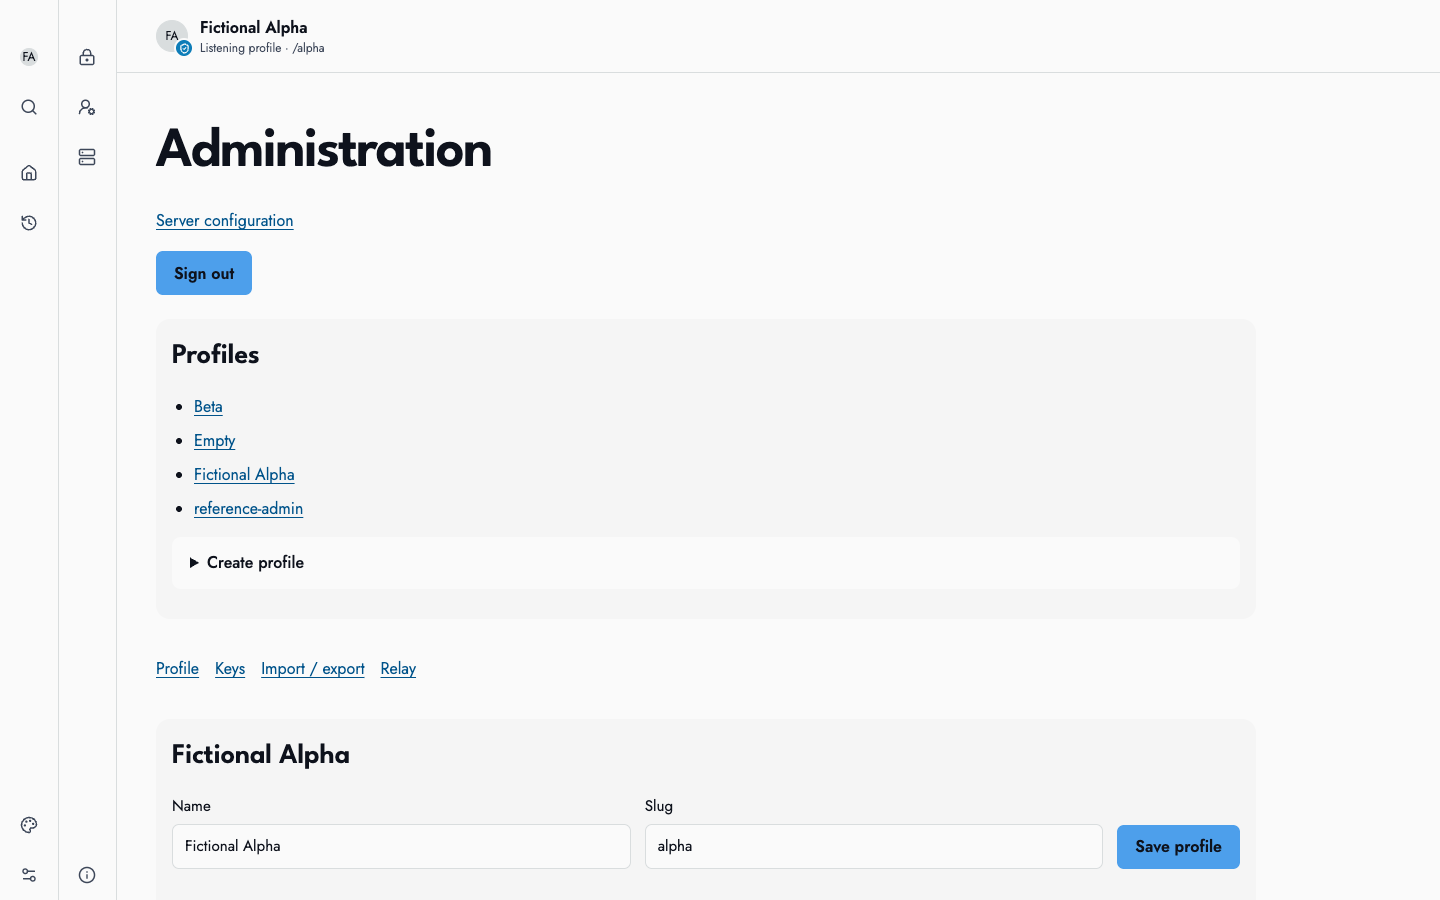 FA
FA
Fictional Alpha
Listening profile · /alpha
Administration
Server configuration
Sign out
Profiles
Beta
Empty
Fictional Alpha
reference-admin
Create profile
Profile Keys Import / export Relay
Fictional Alpha
Name Slug
Fictional Alpha alpha Save profile